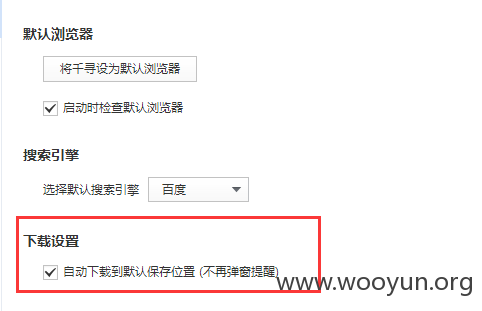 默认浏览器
将千寻设为默认浏览器
启动时检查默认浏览器
搜索引擎
选择默认搜索引擎 百度
下载设置
自动下载到默认保存位置 (不再弹窗提醒)
www.wooyun.org